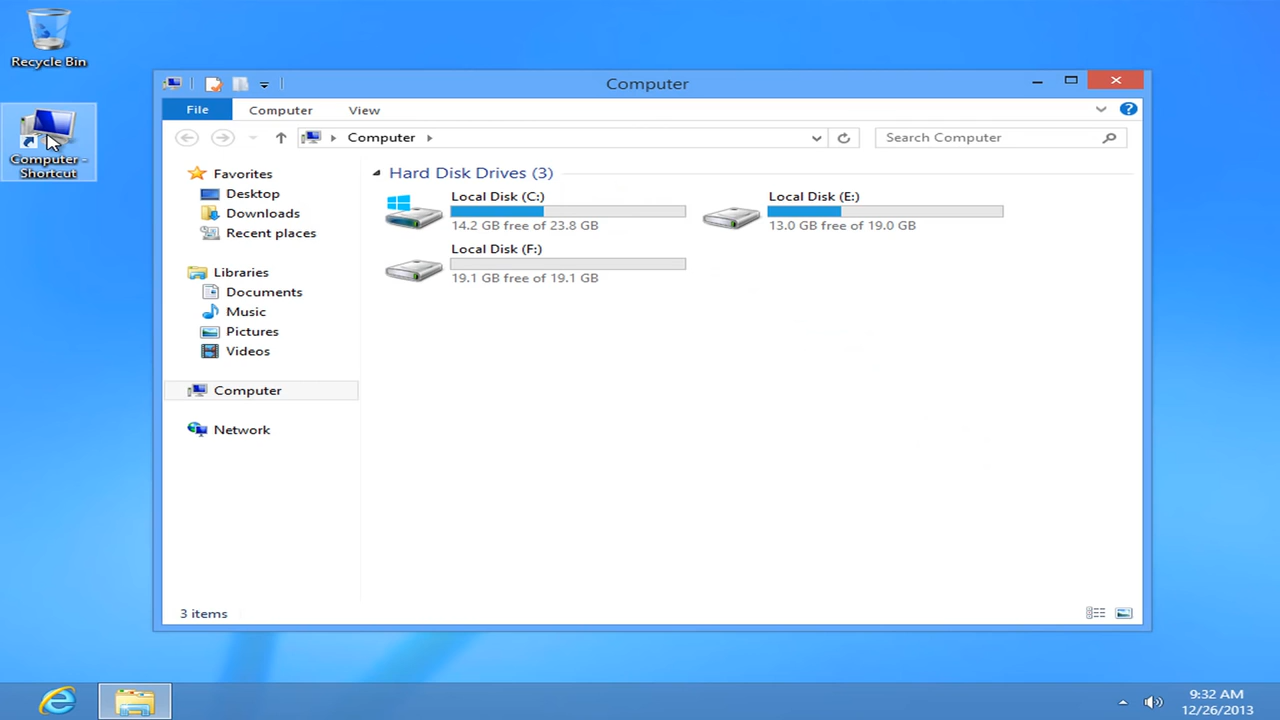 Recycle Bin
Computer -
Shortcut
Computer
File
Computer
View
Computer
Search Computer
Favorites
Desktop
Downloads
Recent places
Libraries
Documents
Music
Pictures
Videos
Computer
Network
Hard Disk Drives (3)
Local Disk (C:)
14.2 GB free of 23.8 GB
Local Disk (E:)
13.0 GB free of 19.0 GB
Local Disk (F:)
19.1 GB free of 19.1 GB
3 items
9:32 AM
12/26/2013